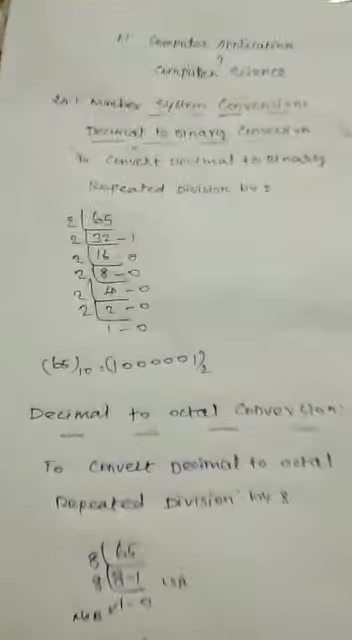 Computer Application
Computer Science
Number System Conversions
Decimal to Binary Conversion
To Convert decimal to Binary
Repeated Division by 2
2 65
2 32 - 1
2 16 - 0
2 8 - 0
2 4 - 0
2 2 - 0
1 - 0
(65)10 = (1000001)2
Decimal to octal Conversion:
To Convert Decimal to octal
Repeated Division by 8
8 65
8 8 - 1 LSB
MSB 1 - 0